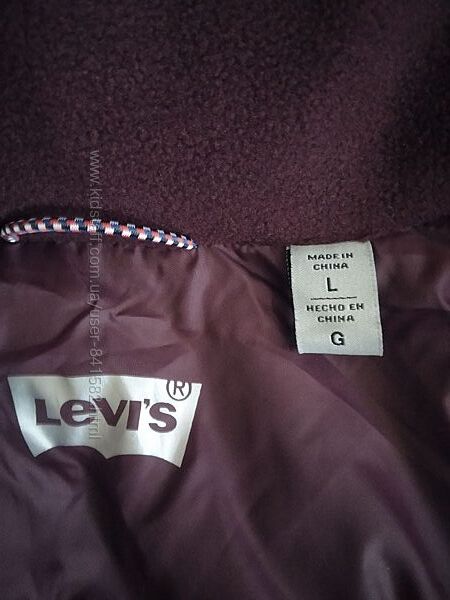 MADE IN
CHINA
L
HECHO EN
CHINA
G
LEVI'S®